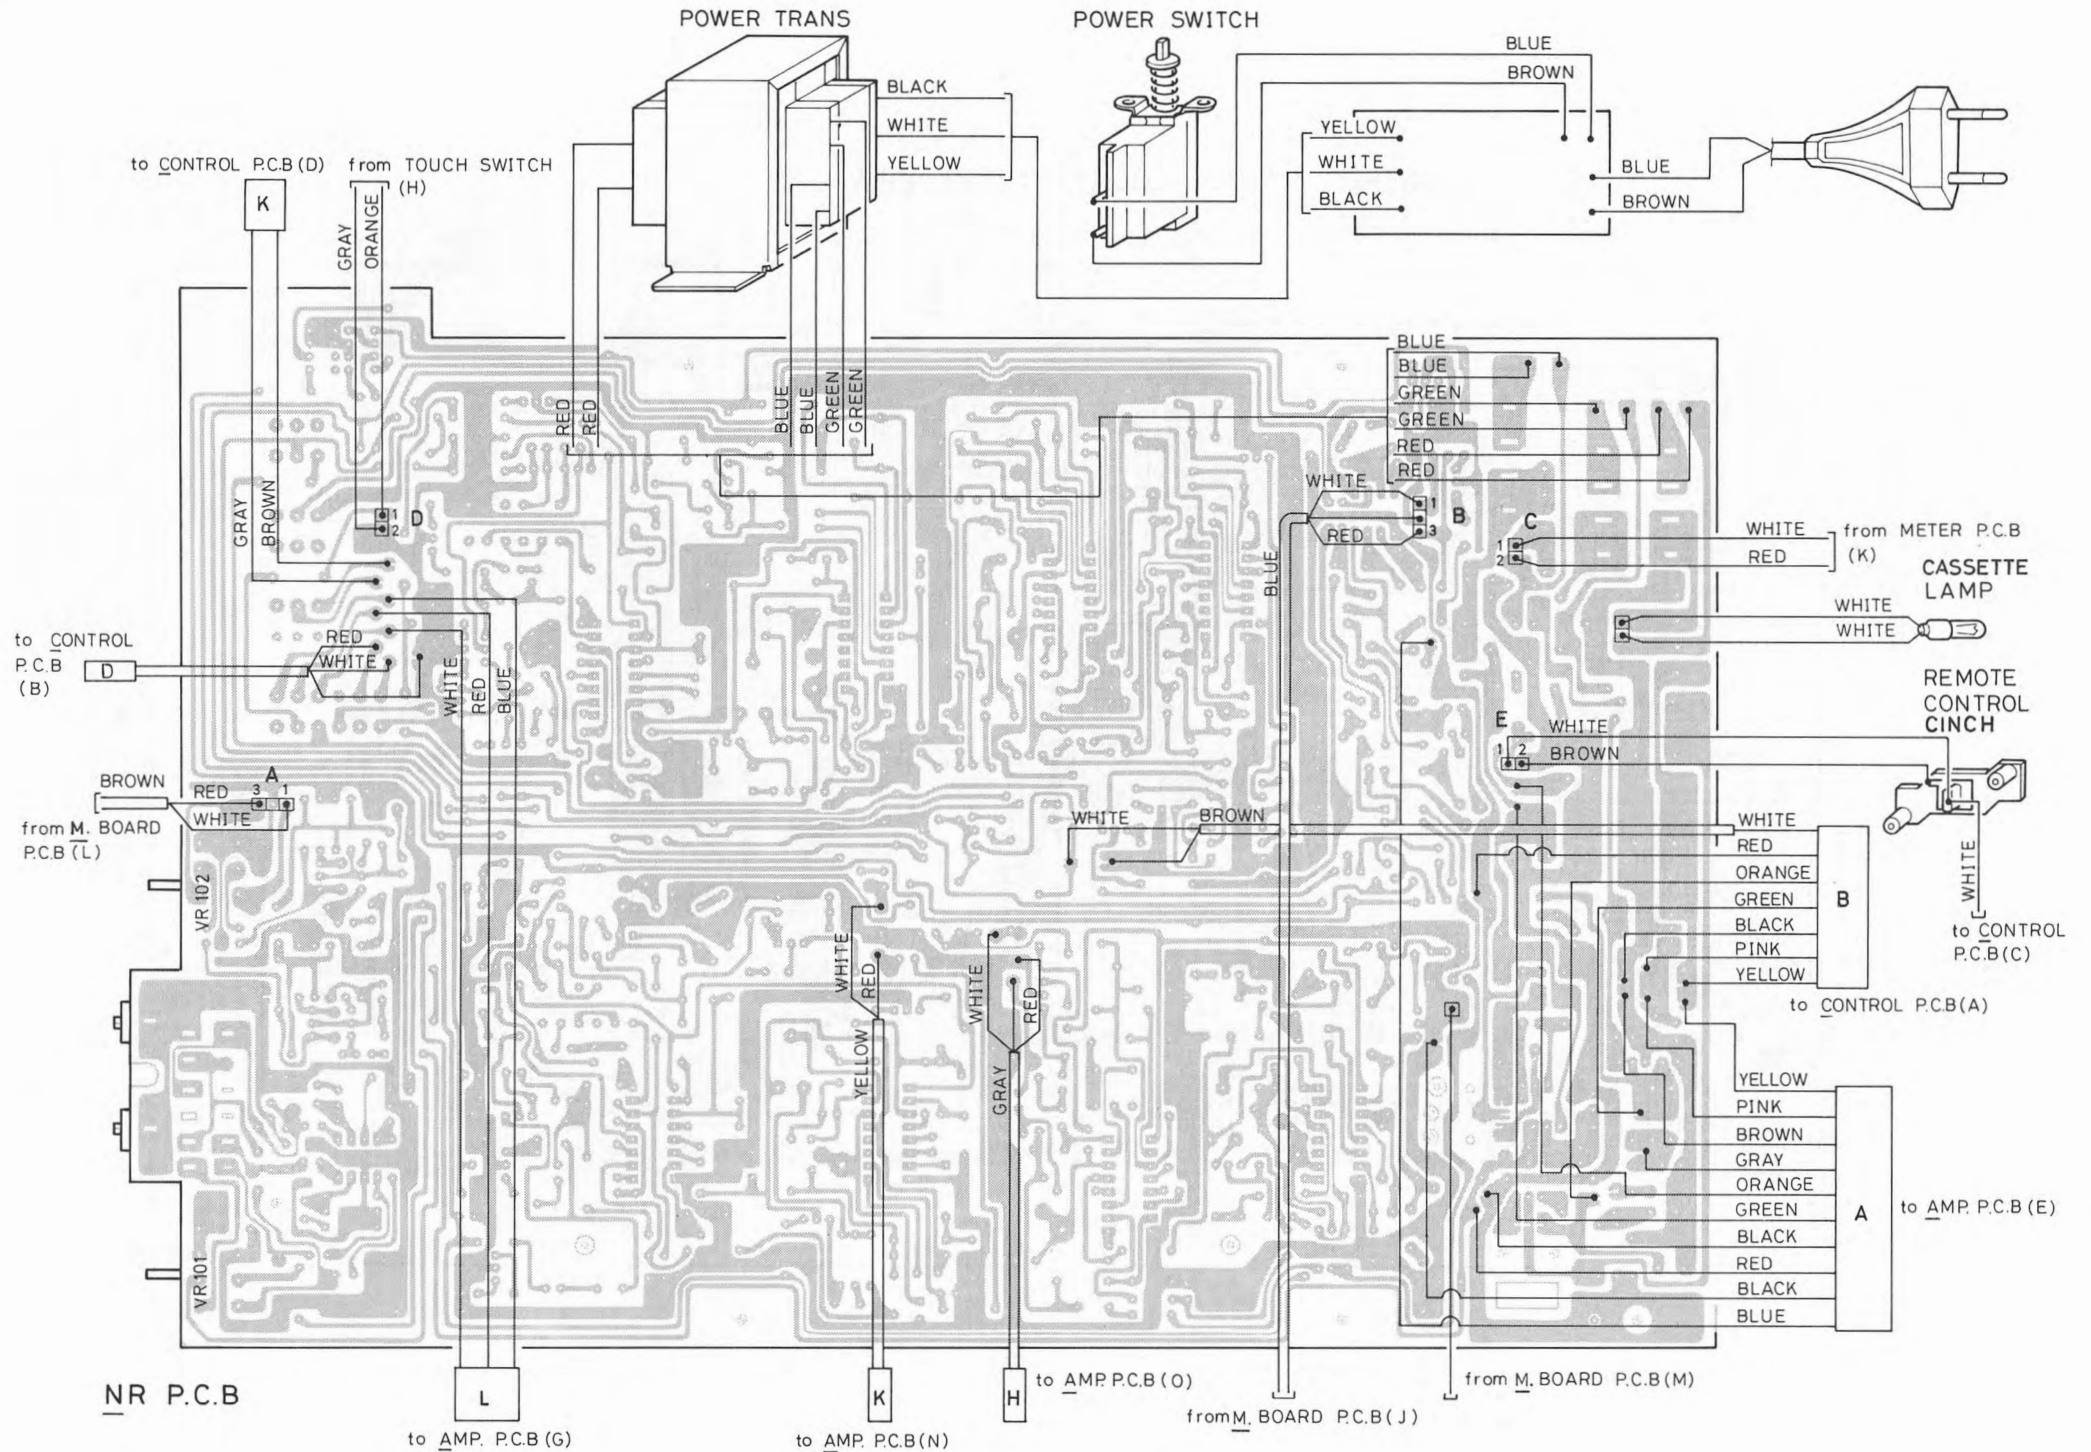 POWER TRANS
POWER SWITCH
BLUE
BROWN
BLACK
WHITE
YELLOW
YELLOW
WHITE
BLACK
BLUE
BROWN
to CONTROL P.C.B (D)
K
from TOUCH SWITCH
(H)
GRAY
ORANGE
RED
RED
BLUE
BLUE
GREEN
GREEN
BLUE
BLUE
GREEN
GREEN
RED
RED
GRAY
BROWN
1
2
D
WHITE
RED
BLUE
1
3
B
C
1
2
WHITE
RED
from METER P.C.B
(K)
CASSETTE
LAMP
WHITE
WHITE
to CONTROL
P.C.B
(B)
D
RED
WHITE
WHITE
RED
BLUE
REMOTE
CONTROL
CINCH
E
1 2
WHITE
BROWN
WHITE
to CONTROL
P.C.B (C)
BROWN
RED
WHITE
A
3 1
from M. BOARD
P.C.B (L)
WHITE
BROWN
WHITE
RED
ORANGE
GREEN
BLACK
PINK
YELLOW
B
to CONTROL P.C.B (A)
VR 102
WHITE
RED
YELLOW
WHITE
RED
GRAY
YELLOW
PINK
BROWN
GRAY
ORANGE
GREEN
BLACK
RED
BLACK
BLUE
A
to AMP. P.C.B (E)
VR101
NR P.C.B
L
to AMP. P.C.B (G)
K
to AMP. P.C.B (N)
H
to AMP. P.C.B (O)
from M. BOARD P.C.B (J)
from M. BOARD P.C.B (M)